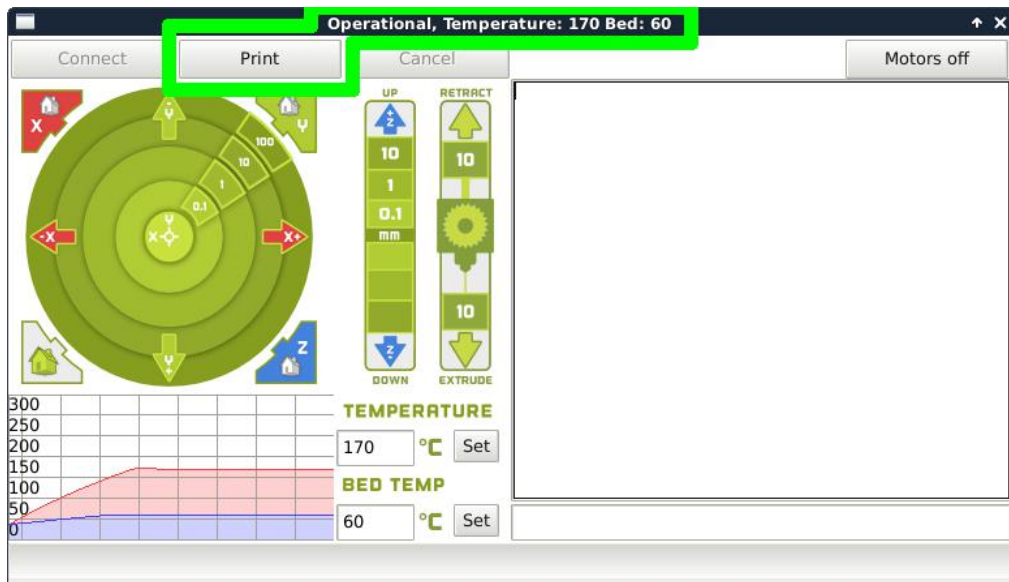 Operational, Temperature: 170 Bed: 60
Connect
Print
Cancel
Motors off
UP
RETRACT
X
-Y
Y
100
10
1
0.1
Y
X
-X
X+
Y+
Z
+Z
10
1
0.1
mm
Z-
DOWN
10
10
EXTRUDE
300
250
200
150
100
50
0
TEMPERATURE
170 °C Set
BED TEMP
60 °C Set